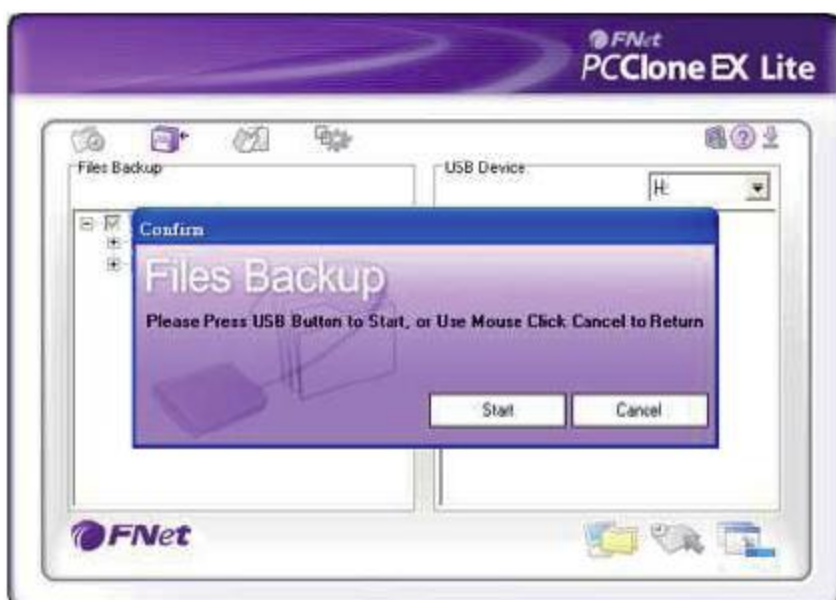 FNet
PCClone EX Lite
Files Backup
USB Device
H:
Confirm
Files Backup
Please Press USB Button to Start, or Use Mouse Click Cancel to Return
Start
Cancel
FNet